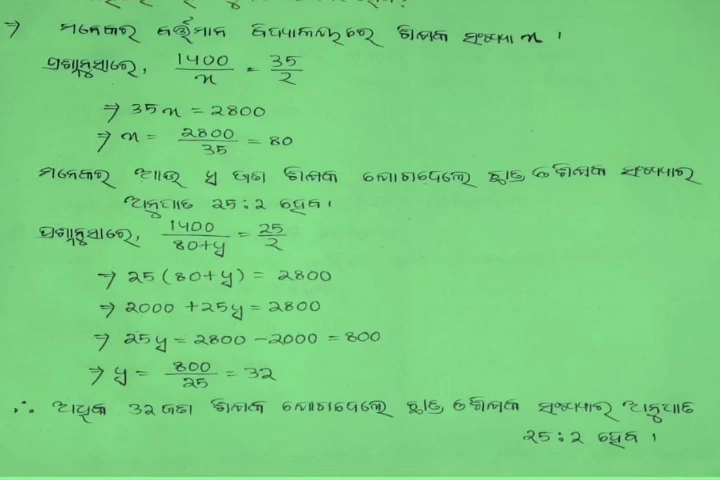 ⇒ ମନେକର ବର୍ତ୍ତମାନ ବିଦ୍ୟାଳୟରେ ଶିକ୍ଷକ ସଂଖ୍ୟା x ।
ପ୍ରଶ୍ନାନୁସାରେ, 1400/x = 35/2
⇒ 35x = 2800
⇒ x = 2800/35 = 80
ମନେକର ଆଉ y ଜଣ ଶିକ୍ଷକ ଯୋଗଦେଲେ ଛାତ୍ର ଓ ଶିକ୍ଷକ ସଂଖ୍ୟାର
ଅନୁପାତ 25 : 2 ହେବ ।
ପ୍ରଶ୍ନାନୁସାରେ, 1400/80+y = 25/2
⇒ 25 (80+y) = 2800
⇒ 2000 + 25y = 2800
⇒ 25y = 2800 - 2000 = 800
⇒ y = 800/25 = 32
∴ ଅଧିକ 32 ଜଣ ଶିକ୍ଷକ ଯୋଗଦେଲେ ଛାତ୍ର ଓ ଶିକ୍ଷକ ସଂଖ୍ୟାର ଅନୁପାତ
25 : 2 ହେବ ।